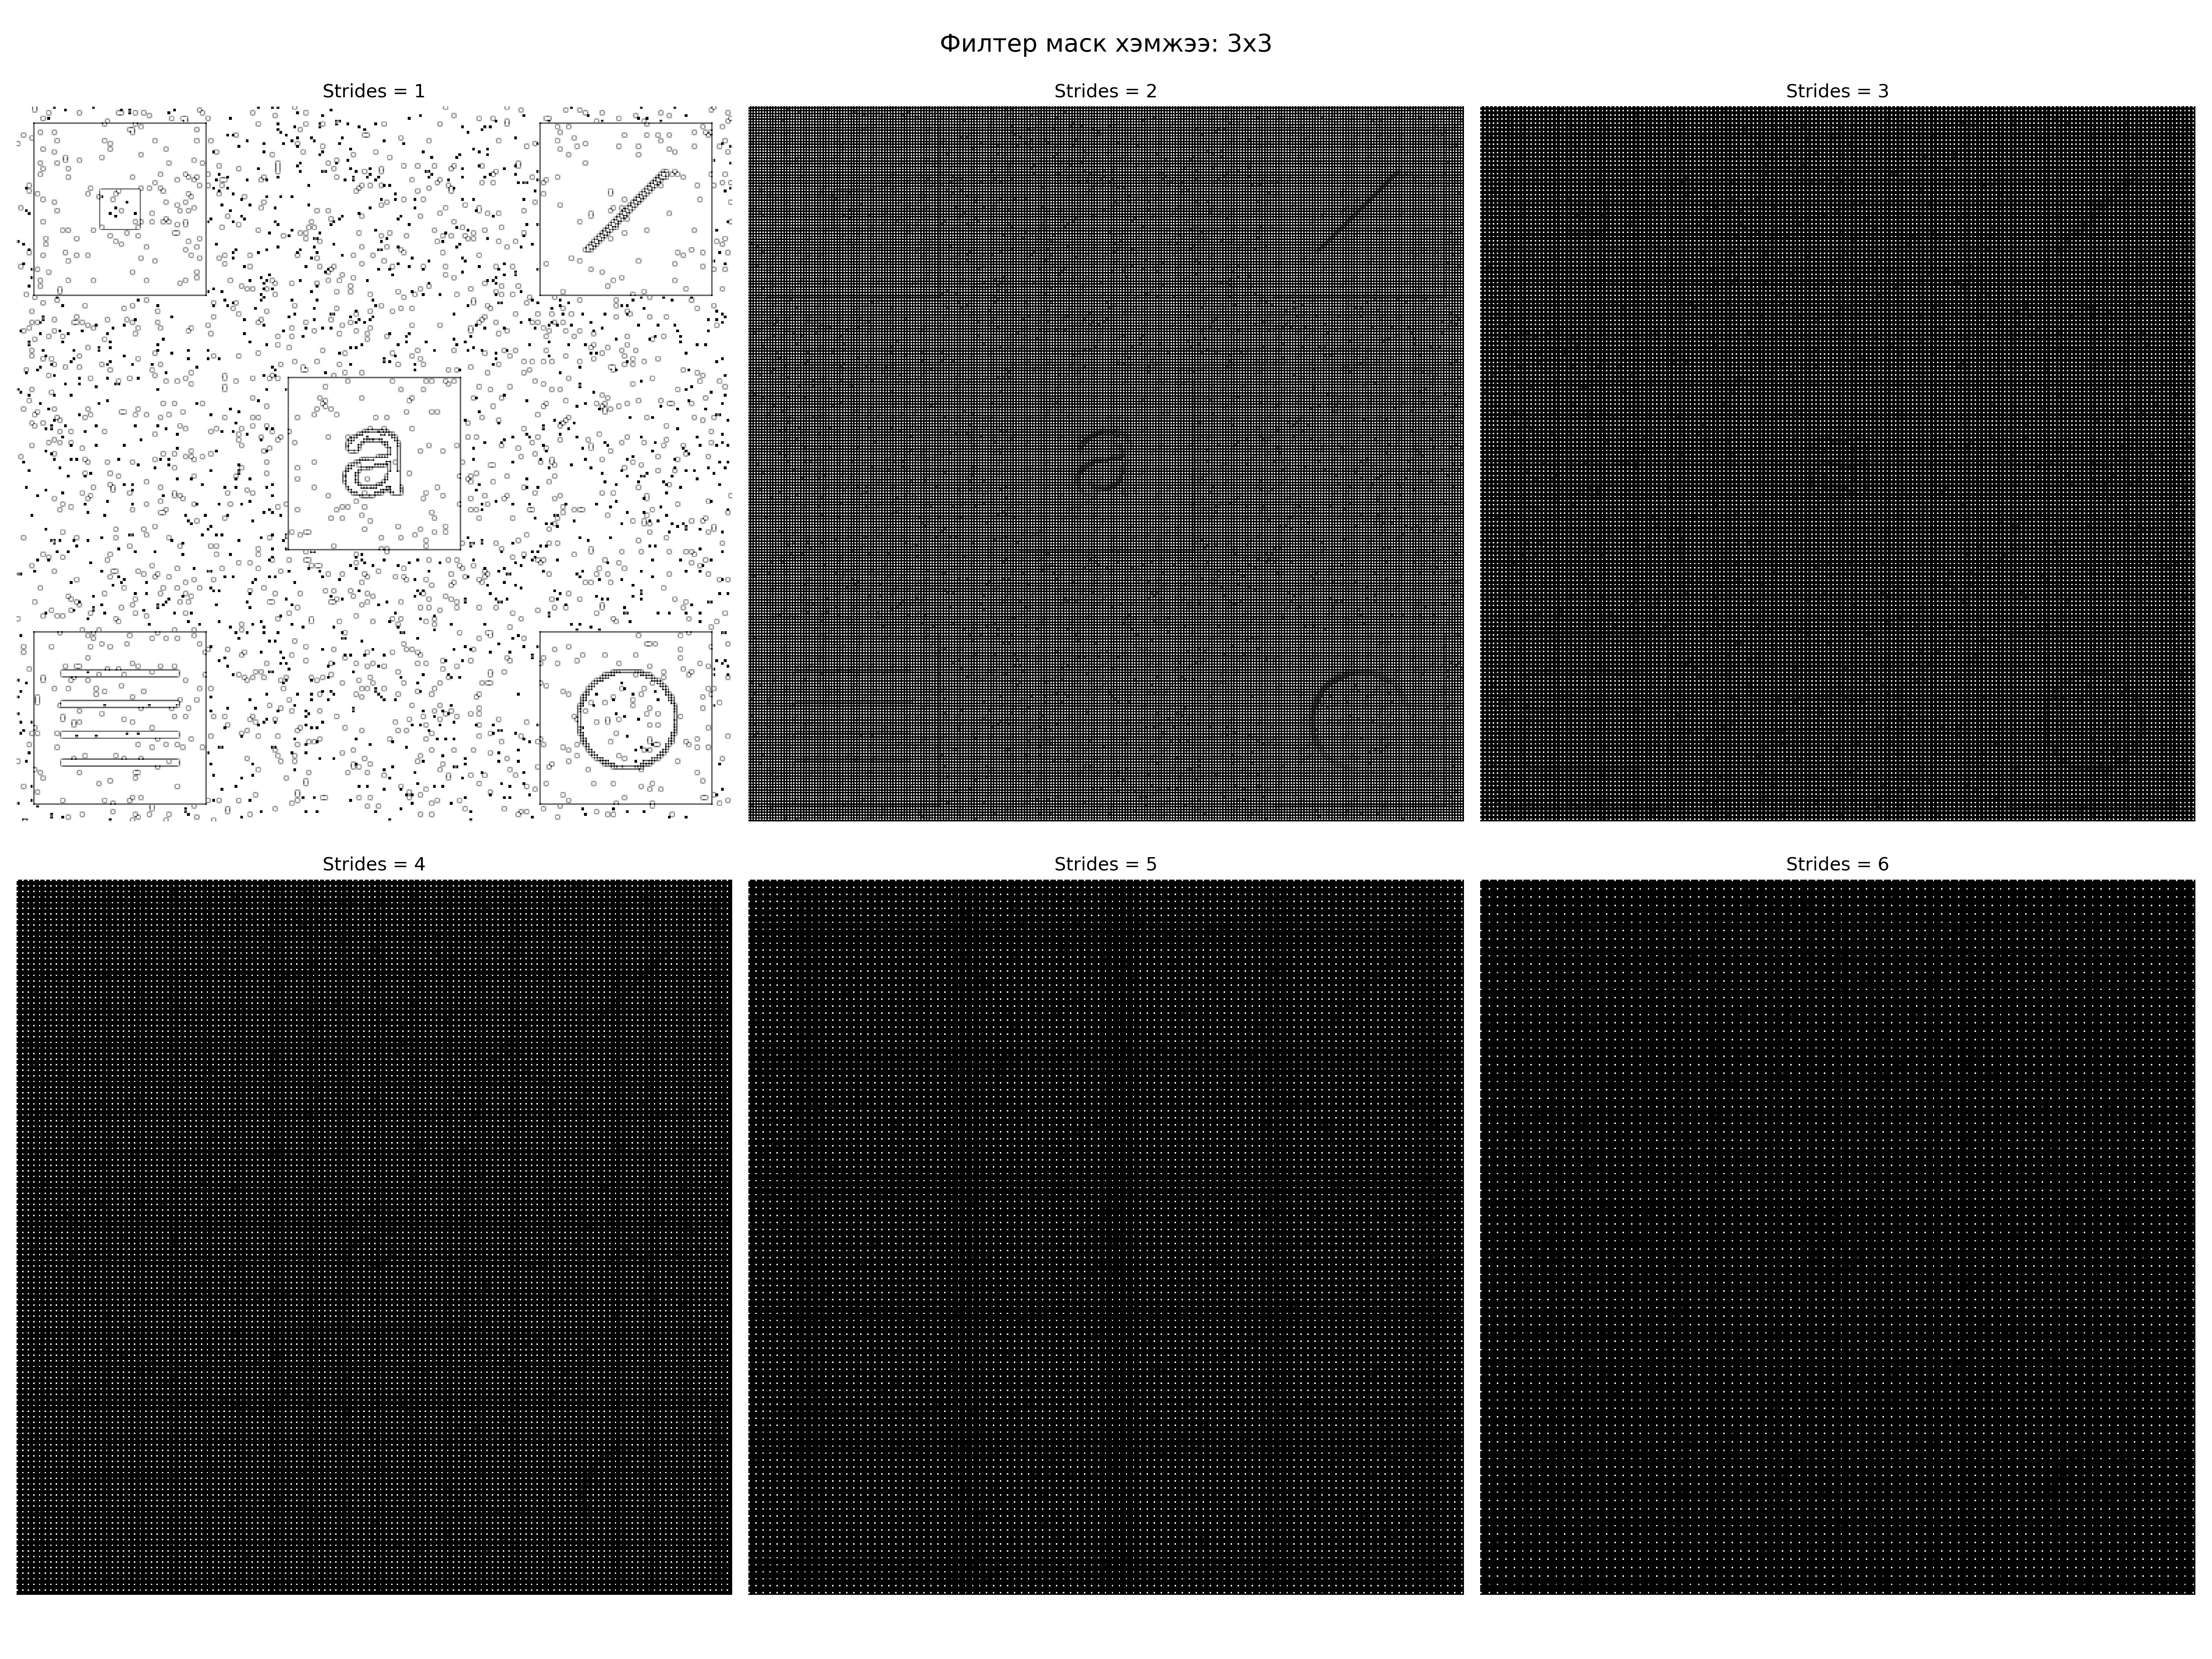 Филтер маск хэмжээ: 3x3
Strides = 1
Strides = 2
Strides = 3
a
Strides = 4
Strides = 5
Strides = 6